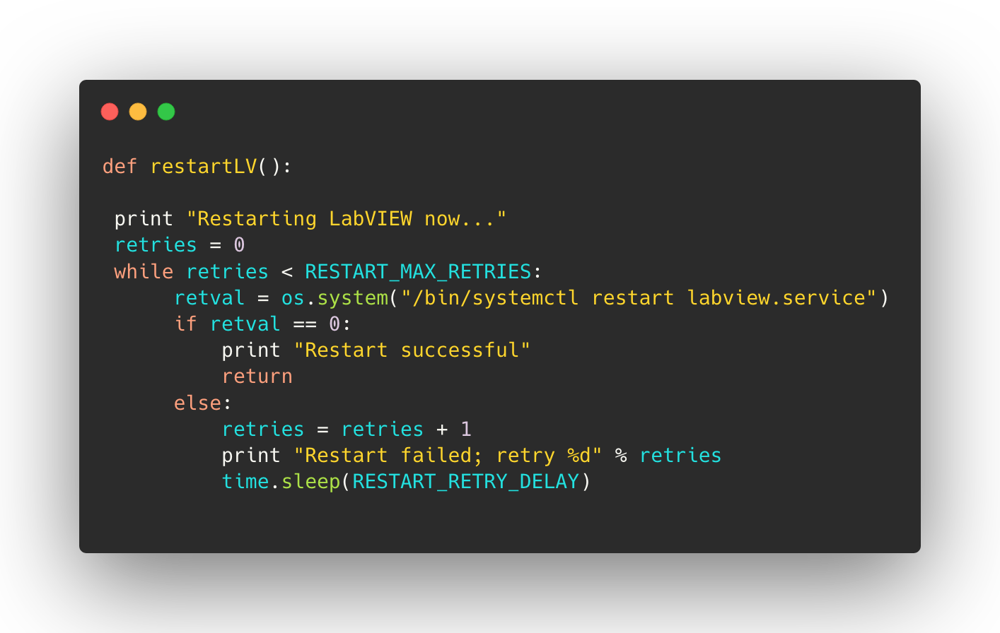 def restartLV():

 print "Restarting LabVIEW now..."
 retries = 0
 while retries < RESTART_MAX_RETRIES:
      retval = os.system("/bin/systemctl restart labview.service")
      if retval == 0:
          print "Restart successful"
          return
      else:
          retries = retries + 1
          print "Restart failed; retry %d" % retries
          time.sleep(RESTART_RETRY_DELAY)